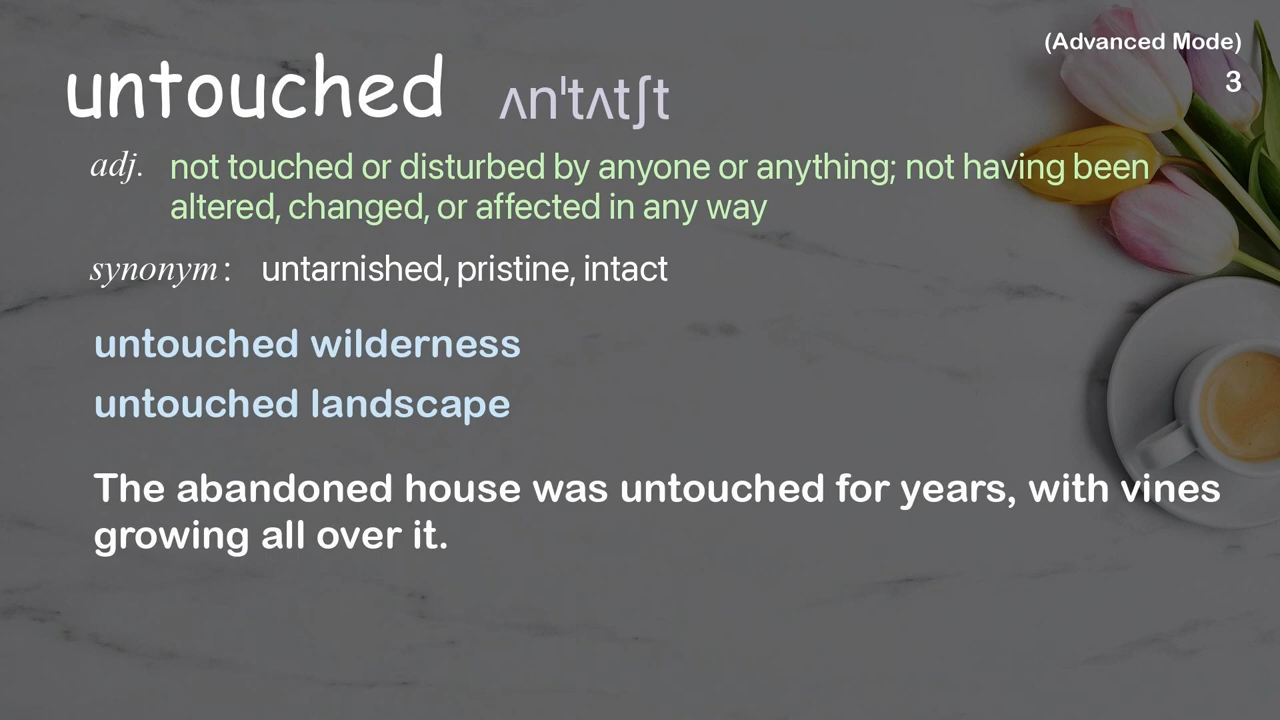 (Advanced Mode)
3
untouched ʌnˈtʌtʃt
adj. not touched or disturbed by anyone or anything; not having been
altered, changed, or affected in any way
synonym: untarnished, pristine, intact
untouched wilderness
untouched landscape
The abandoned house was untouched for years, with vines
growing all over it.